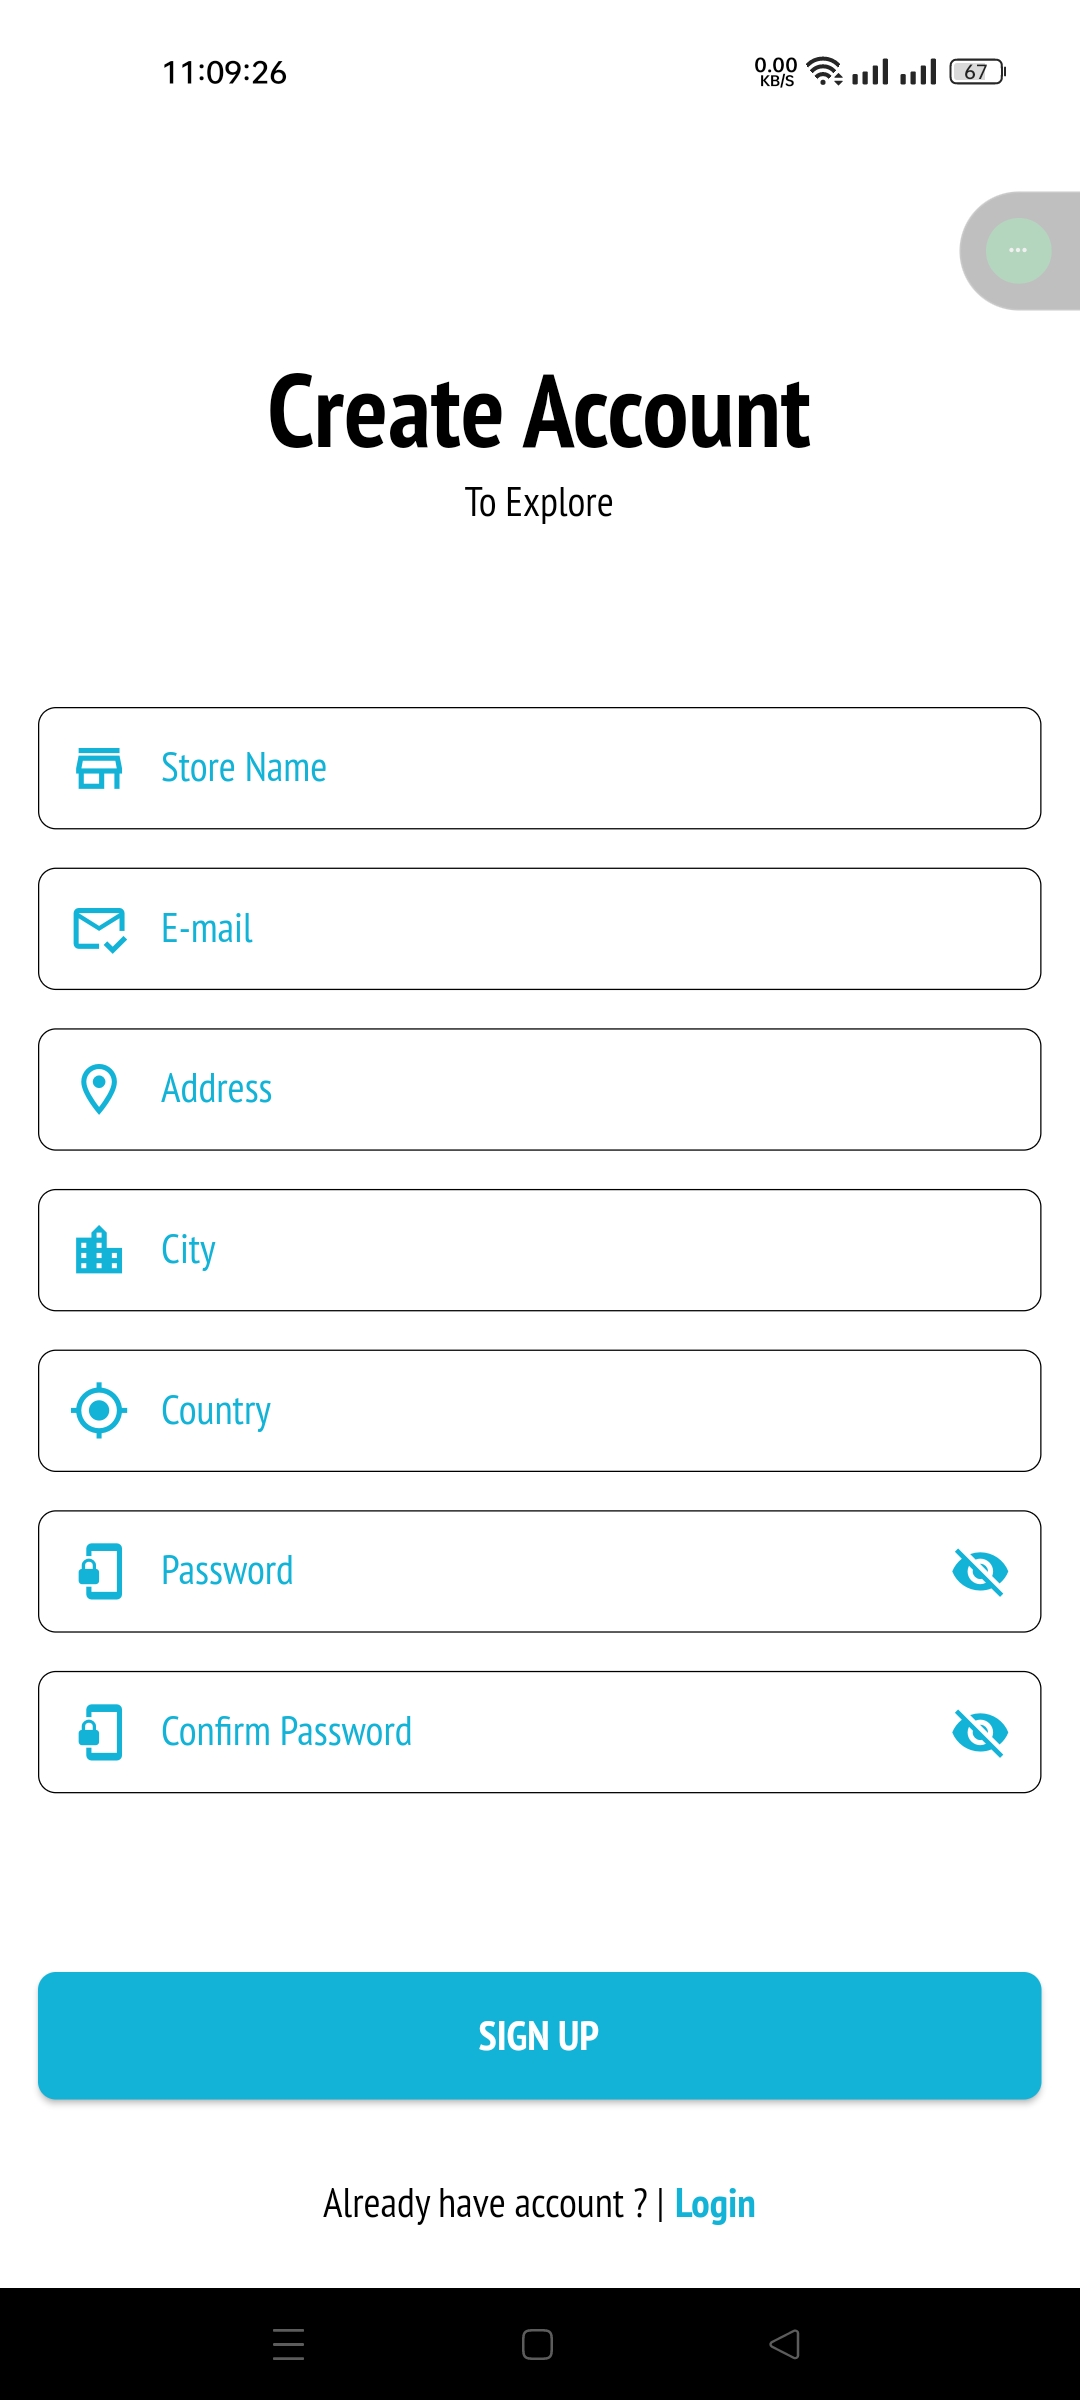 11:09:26
0.00
KB/S
67
Create Account
To Explore
Store Name
E-mail
Address
City
Country
Password
Confirm Password
SIGN UP
Already have account ? | Login